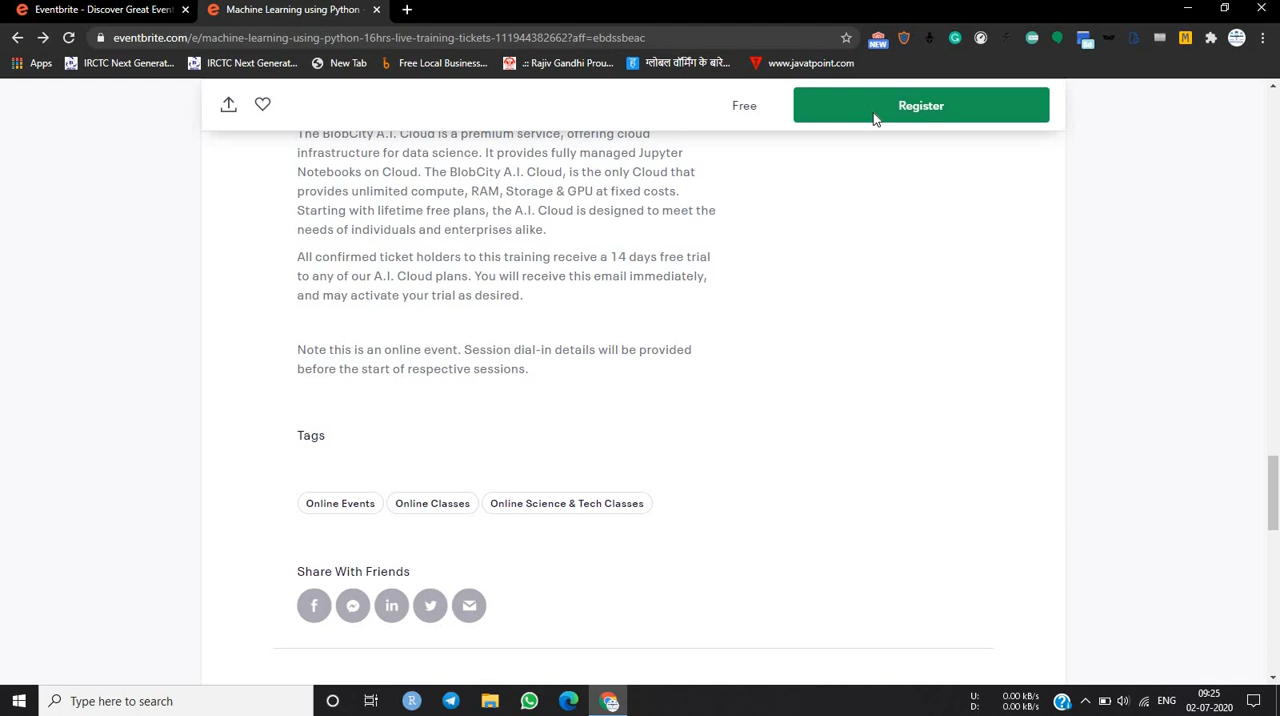 Eventbrite - Discover Great Event
Machine Learning using Python -
eventbrite.com/e/machine-learning-using-python-16hrs-live-training-tickets-111944382662?aff=ebdssbeac
NEW
Apps
IRCTC Next Generat...
IRCTC Next Generat...
New Tab
Free Local Business...
.:: Rajiv Gandhi Prou...
ग्लोबल वॉर्मिंग के बारे...
www.javatpoint.com
Free
Register
The BlobCity A.I. Cloud is a premium service, offering cloud
infrastructure for data science. It provides fully managed Jupyter
Notebooks on Cloud. The BlobCity A.I. Cloud, is the only Cloud that
provides unlimited compute, RAM, Storage & GPU at fixed costs.
Starting with lifetime free plans, the A.I. Cloud is designed to meet the
needs of individuals and enterprises alike.
All confirmed ticket holders to this training receive a 14 days free trial
to any of our A.I. Cloud plans. You will receive this email immediately,
and may activate your trial as desired.
Note this is an online event. Session dial-in details will be provided
before the start of respective sessions.
Tags
Online Events
Online Classes
Online Science & Tech Classes
Share With Friends
Type here to search
U: 0.00 kB/s
D: 0.00 kB/s
ENG
09:25
02-07-2020